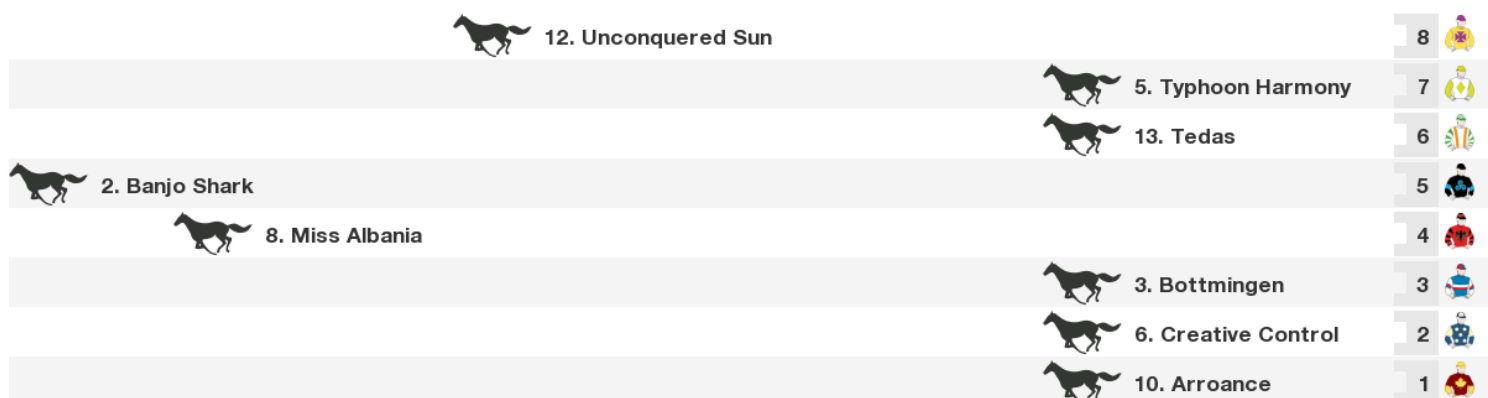 12. Unconquered Sun 8
5. Typhoon Harmony 7
13. Tedas 6
2. Banjo Shark 5
8. Miss Albania 4
3. Bottmingen 3
6. Creative Control 2
10. Arroance 1